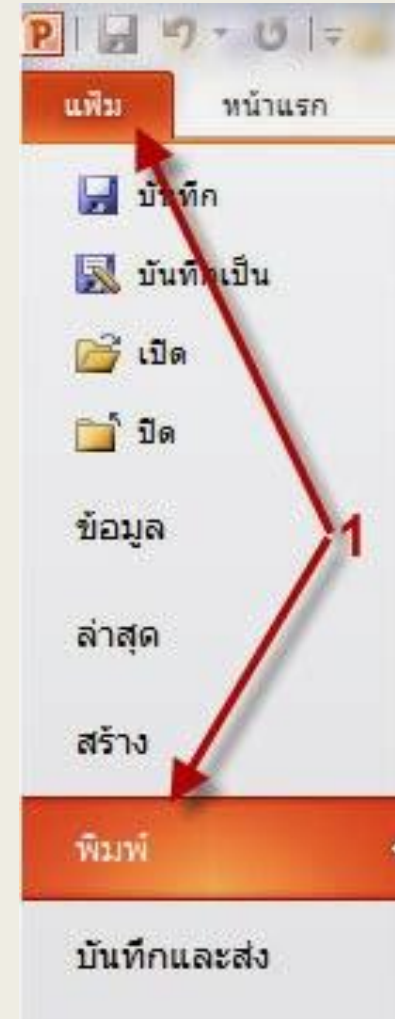 P
แฟ้ม หน้าแรก
บันทึก
บันทึกเป็น
เปิด
ปิด
ข้อมูล
1
ล่าสุด
สร้าง
พิมพ์
บันทึกและส่ง